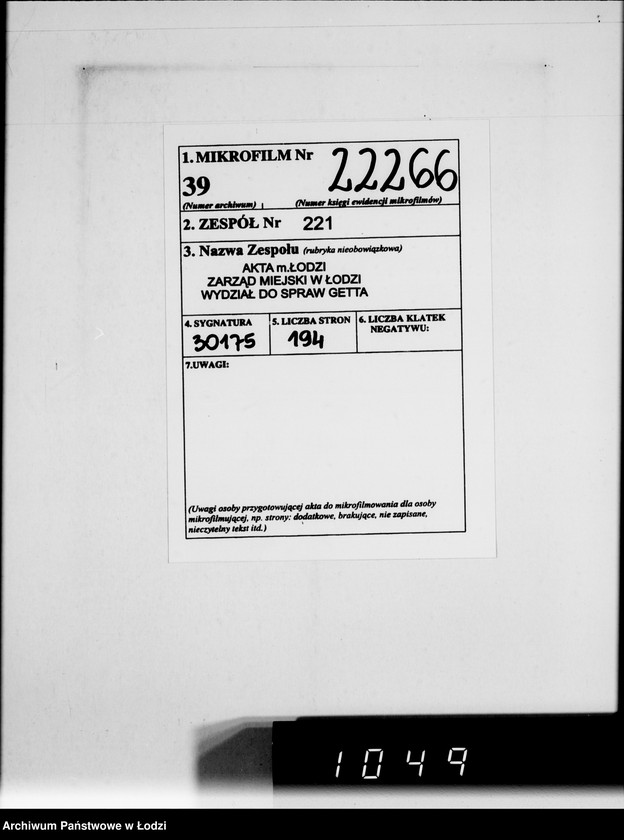 1. MIKROFILM Nr
22266
39
(Numer archiwum)
(Numer księgi ewidencji mikrofilmów)
2. ZESPÓŁ Nr 221
3. Nazwa Zespołu (rubryka nieobowiązkowa)
AKTA m.ŁODZI
ZARZĄD MIEJSKI W ŁODZI
WYDZIAŁ DO SPRAW GETTA
4. SYGNATURA
30175
5. LICZBA STRON
194
6. LICZBA KLATEK
NEGATYWU:
7.UWAGI:
(Uwagi osoby przygotowującej akta do mikrofilmowania dla osoby
mikrofilmującej, np. strony: dodatkowe, brakujące, nie zapisane,
nieczytelny tekst itd.)
1049
Archiwum Państwowe w Łodzi